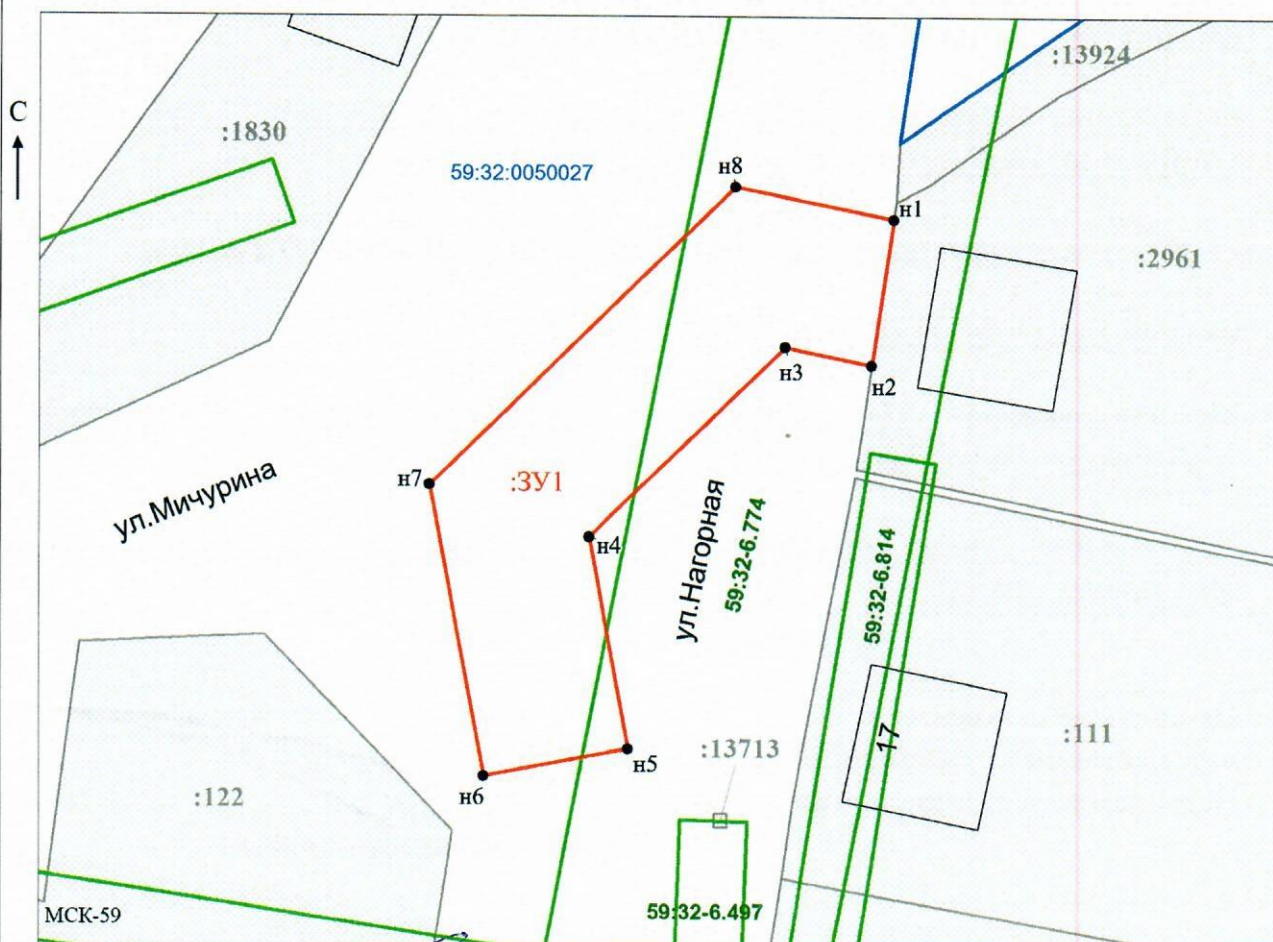 :13924
С
:1830
59:32:0050027
н8
н1
:2961
н3
н2
н7
:ЗУ1
ул.Мичурина
н4
ул.Нагорная
59:32-6.774
59:32-6.814
17
:111
:13713
н5
н6
:122
МСК-59
59:32-6.497